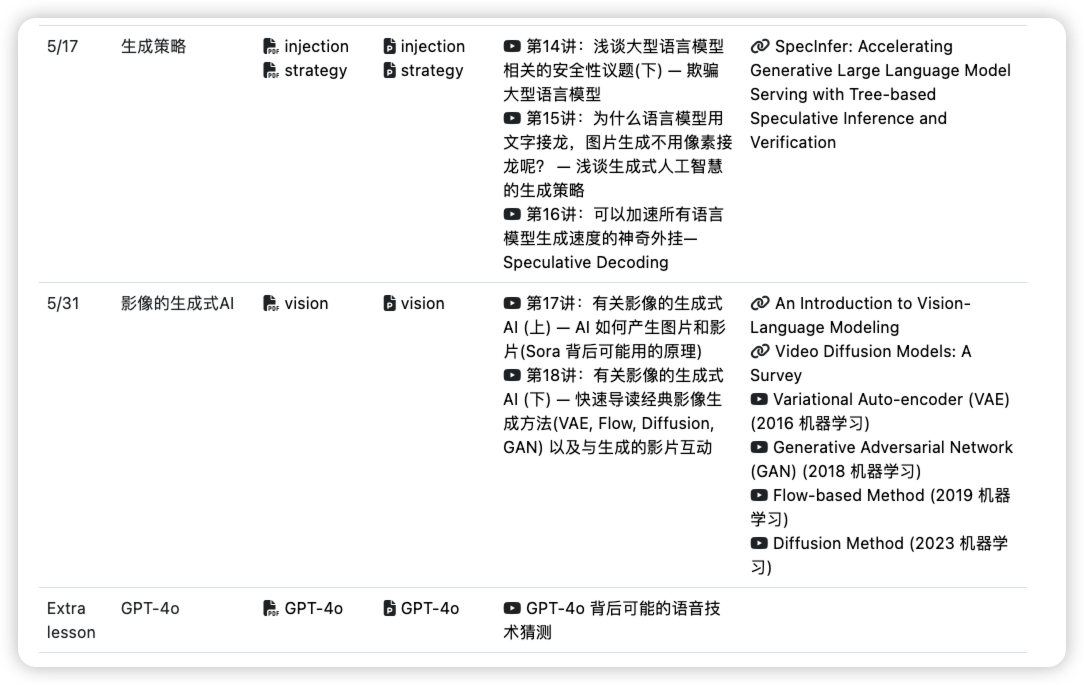 5/17
生成策略
injection
strategy
injection
strategy
第14讲：浅谈大型语言模型
相关的安全性议题(下) — 欺骗
大型语言模型
第15讲：为什么语言模型用
文字接龙，图片生成不用像素接
龙呢？ — 浅谈生成式人工智慧
的生成策略
第16讲：可以加速所有语言
模型生成速度的神奇外挂—
Speculative Decoding
SpecInfer: Accelerating
Generative Large Language Model
Serving with Tree-based
Speculative Inference and
Verification
5/31
影像的生成式AI
vision
vision
第17讲：有关影像的生成式
AI (上) — AI 如何产生图片和影
片(Sora 背后可能用的原理)
第18讲：有关影像的生成式
AI (下) — 快速导读经典影像生
成方法(VAE, Flow, Diffusion,
GAN) 以及与生成的影片互动
An Introduction to Vision-
Language Modeling
Video Diffusion Models: A
Survey
Variational Auto-encoder (VAE)
(2016 机器学习)
Generative Adversarial Network
(GAN) (2018 机器学习)
Flow-based Method (2019 机器
学习)
Diffusion Method (2023 机器学
习)
Extra
lesson
GPT-4o
GPT-4o
GPT-4o
GPT-4o 背后可能的语音技
术猜测